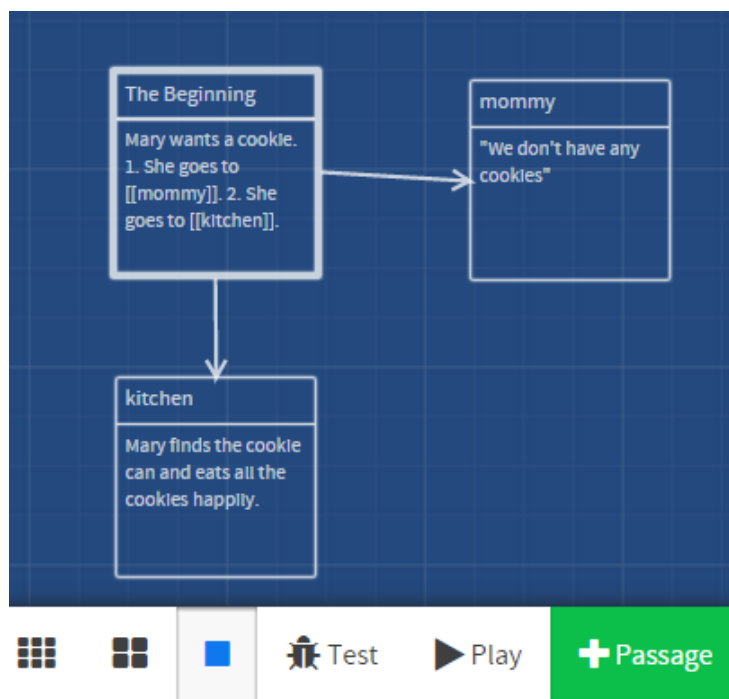 The Beginning
Mary wants a cookie.
1. She goes to
[[mommy]]. 2. She
goes to [[kitchen]].
mommy
"We don't have any
cookies"
kitchen
Mary finds the cookie
can and eats all the
cookies happily.
Test
Play
Passage